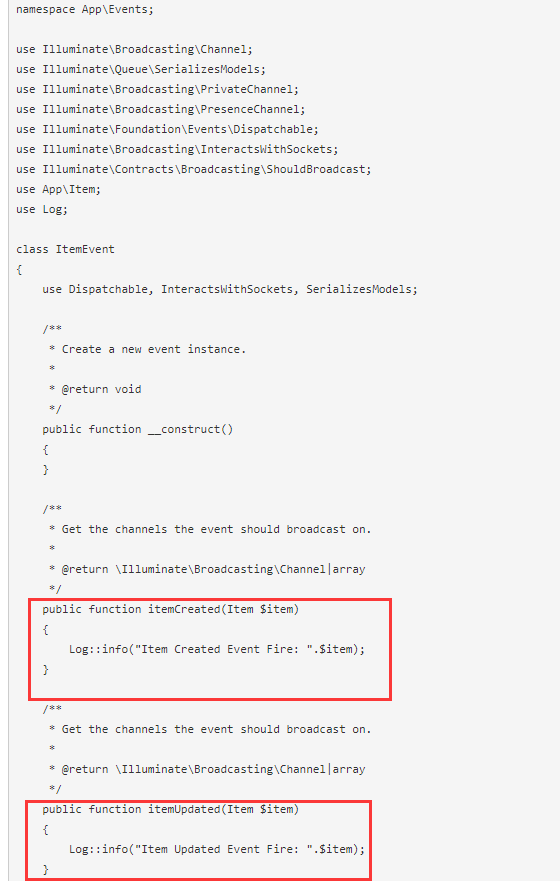 namespace App\Events;
use Illuminate\Broadcasting\Channel;
use Illuminate\Queue\SerializesModels;
use Illuminate\Broadcasting\PrivateChannel;
use Illuminate\Broadcasting\PresenceChannel;
use Illuminate\Foundation\Events\Dispatchable;
use Illuminate\Broadcasting\InteractsWithSockets;
use Illuminate\Contracts\Broadcasting\ShouldBroadcast;
use App\Item;
use Log;
class ItemEvent
{
    use Dispatchable, InteractsWithSockets, SerializesModels;
    /**
     * Create a new event instance.
     *
     * @return void
     */
    public function __construct()
    {
    }
    /**
     * Get the channels the event should broadcast on.
     *
     * @return \Illuminate\Broadcasting\Channel|array
     */
    public function itemCreated(Item $item)
    {
        Log::info("Item Created Event Fire: ".$item);
    }
    /**
     * Get the channels the event should broadcast on.
     *
     * @return \Illuminate\Broadcasting\Channel|array
     */
    public function itemUpdated(Item $item)
    {
        Log::info("Item Updated Event Fire: ".$item);
    }